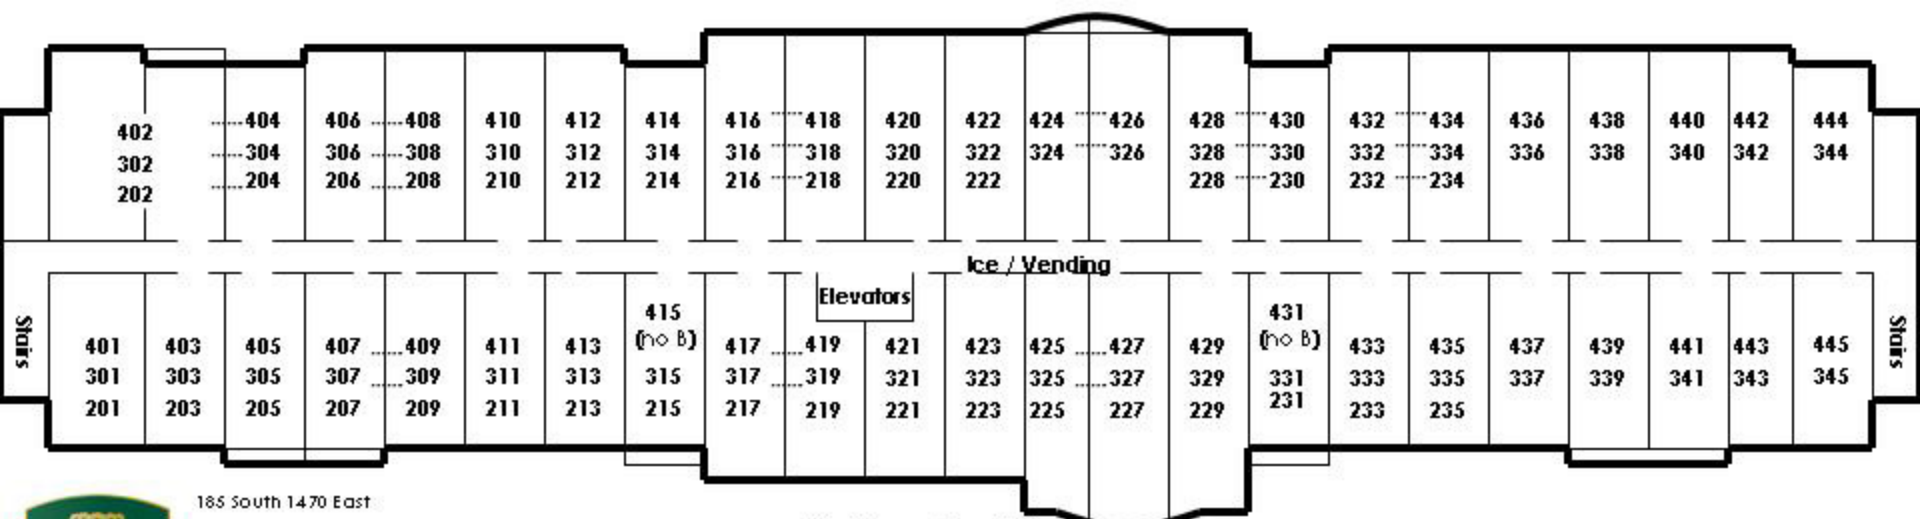 404 406 408 410 412 414 416 418 420 422 424 426 428 430 432 434 436 438 440 442 444
402
304 306 308 310 312 314 316 318 320 322 324 326 328 330 332 334 336 338 340 342 344
302
204 206 208 210 212 214 216 218 220 222 228 230 232 234
202
Ice / Vending
Elevators
415 431
(no B) (no B)
Stairs Stairs
401 403 405 407 409 411 413 417 419 421 423 425 427 429 433 435 437 439 441 443 445
301 303 305 307 309 311 313 315 317 319 321 323 325 327 329 331 333 335 337 339 341 343 345
231
201 203 205 207 209 211 213 215 217 219 221 223 225 227 229 233 235
185 South 1470 East